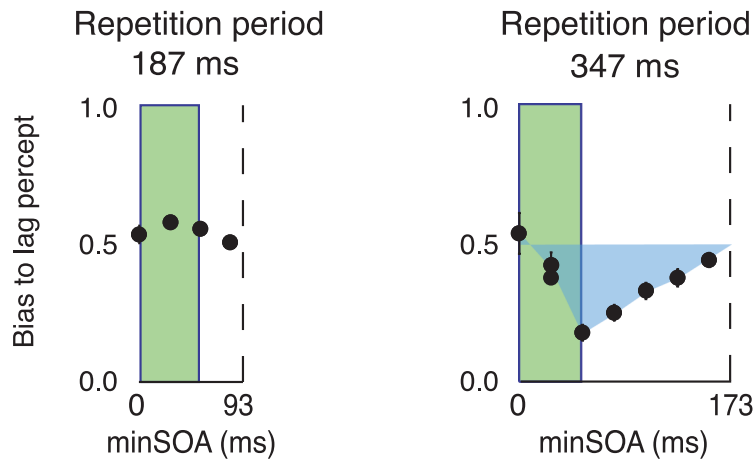 Repetition period
187 ms
Bias to lag percept
1.0
0.5
0.0
0
93
minSOA (ms)
Repetition period
347 ms
1.0
0.5
0.0
0
173
minSOA (ms)